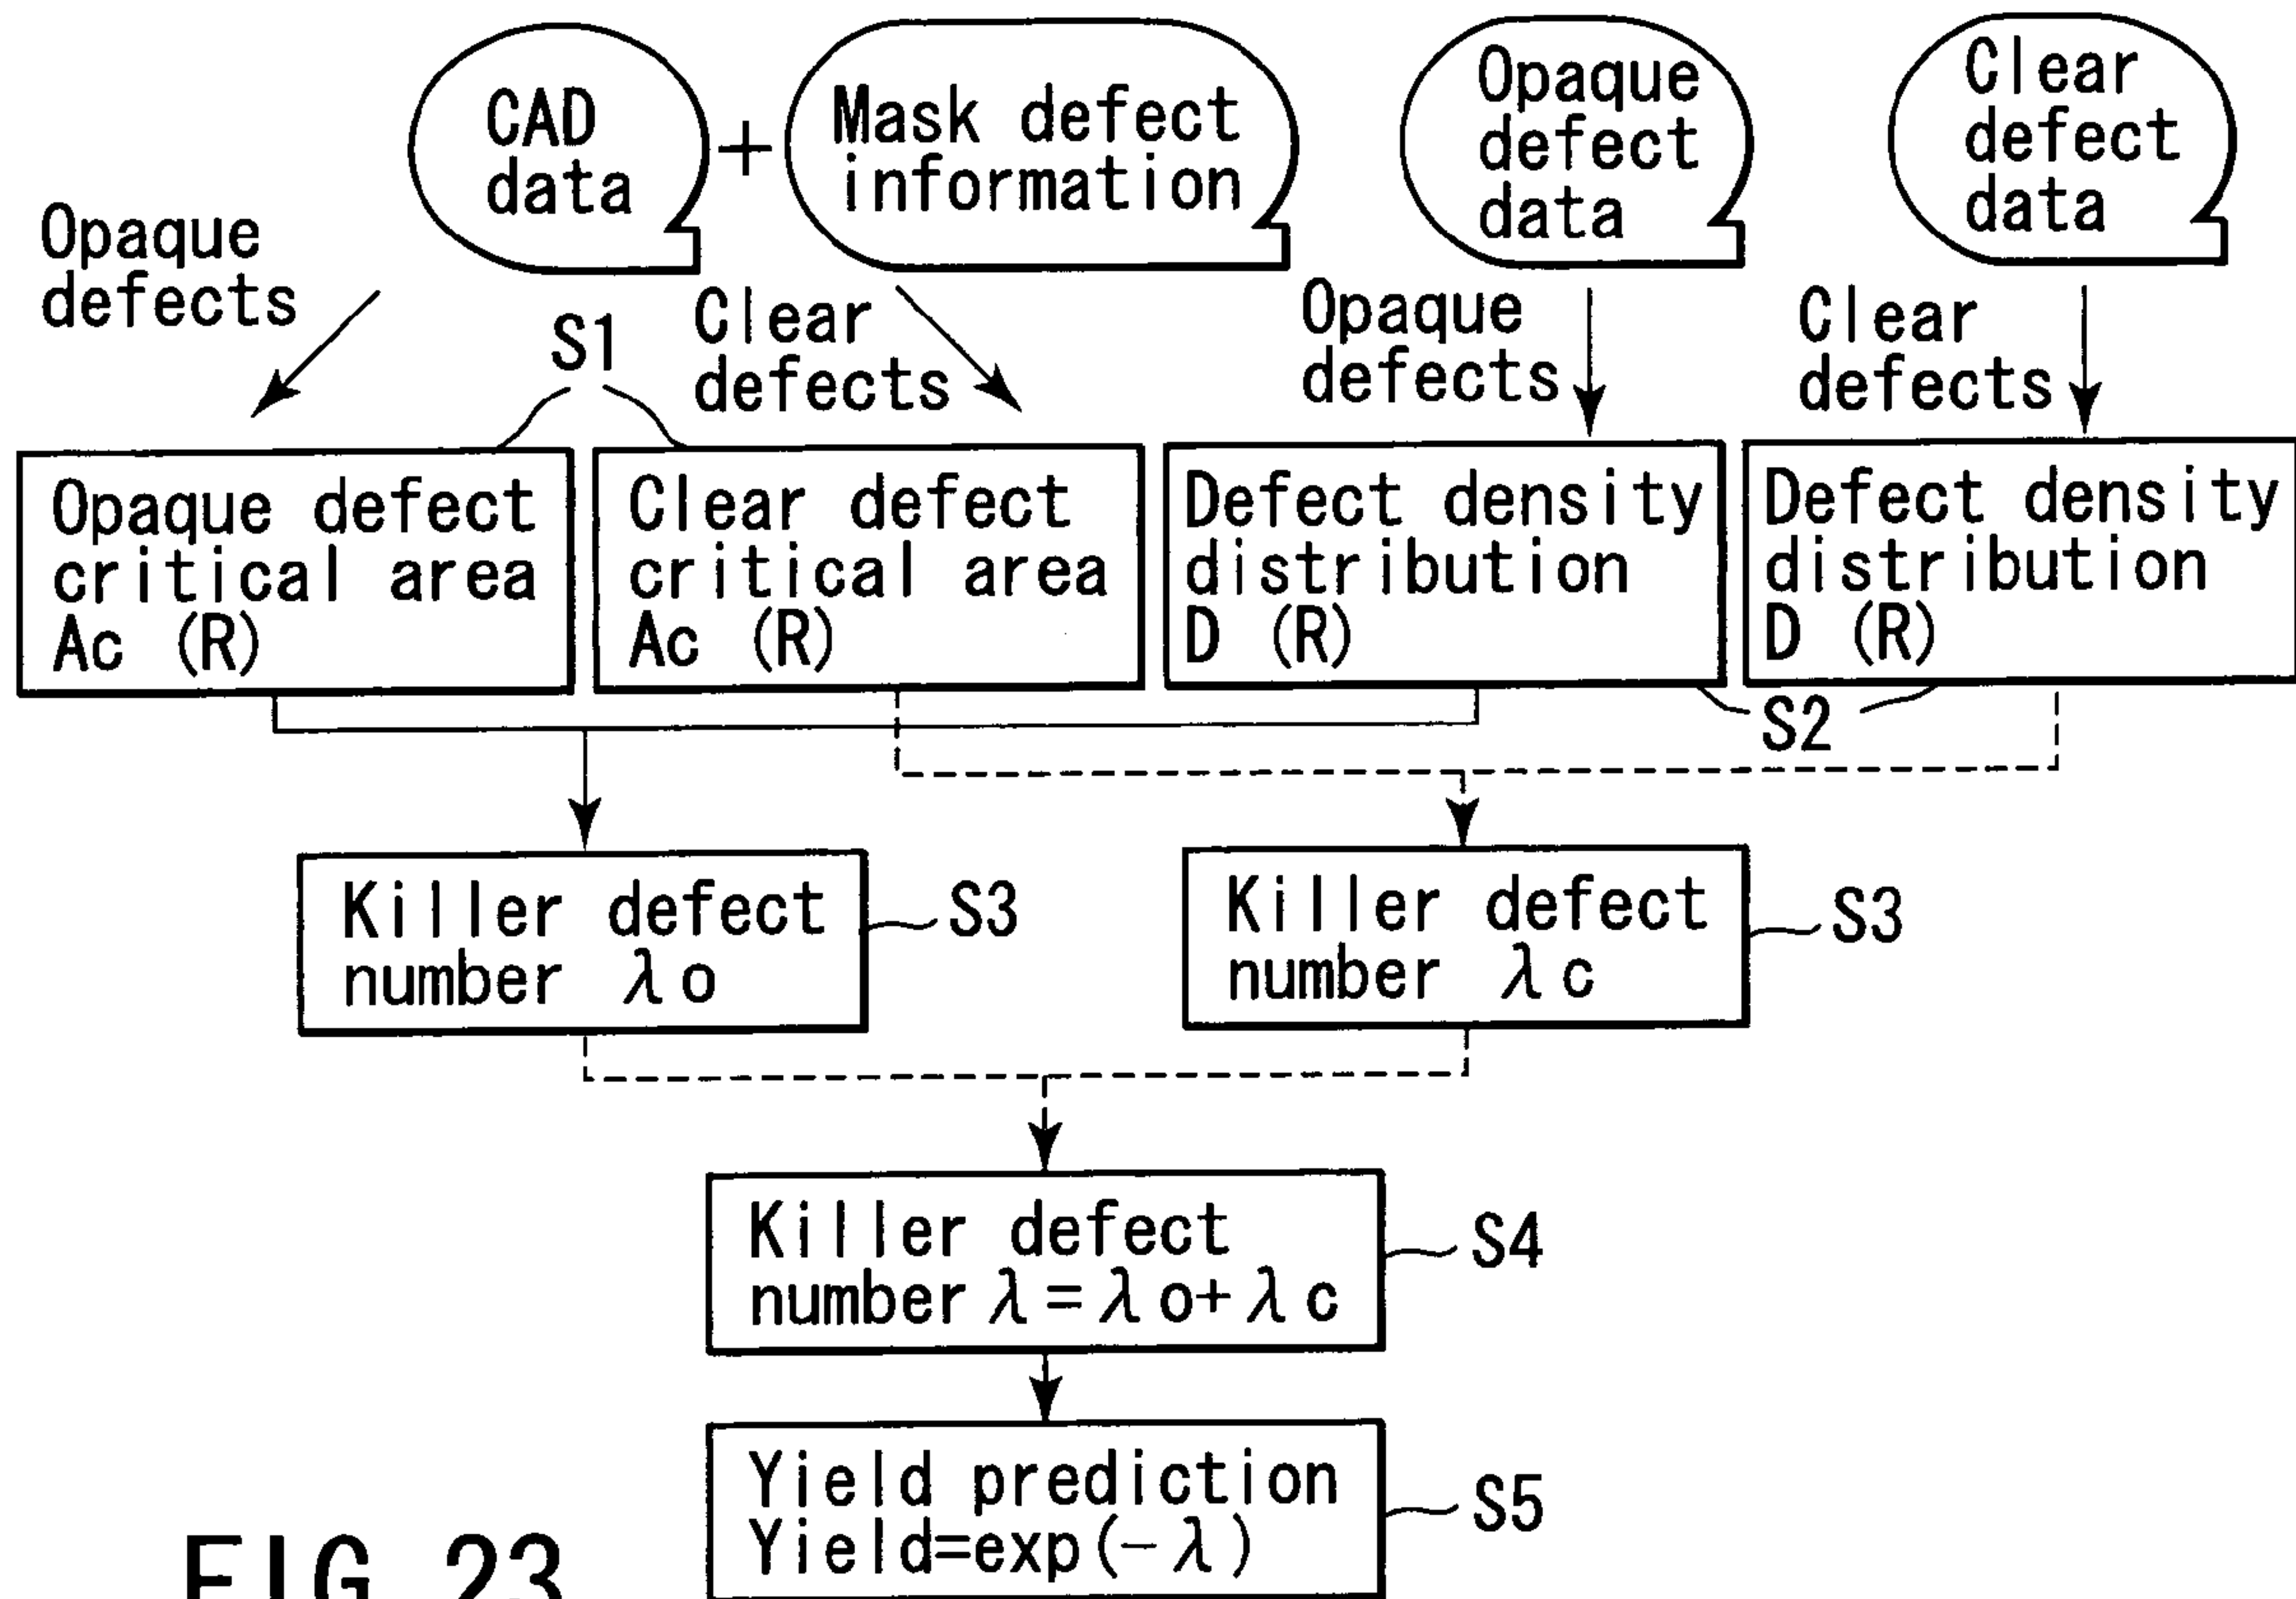 CAD
data
+
Mask defect
information
Opaque
defect
data
Clear
defect
data
Opaque
defects
S1
Clear
defects
Opaque
defects
Clear
defects
Opaque defect
critical area
Ac (R)
Clear defect
critical area
Ac (R)
Defect density
distribution
D (R)
Defect density
distribution
D (R)
S2
Killer defect
number λo
S3
Killer defect
number λc
S3
Killer defect
number λ=λo+λc
S4
Yield prediction
Yield=exp(-λ)
S5
FIG. 23